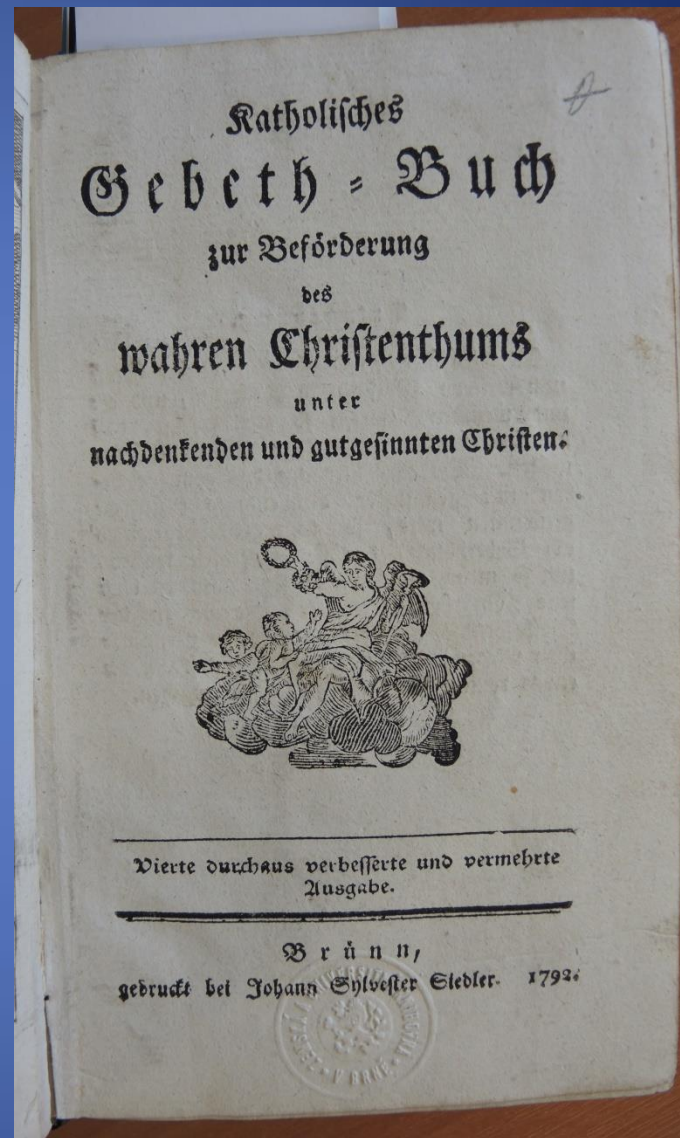 Katholisches
Gebeth = Buch
zur Beförderung
des
wahren Christenthums
unter
nachdenkenden und gutgesinnten Christen.
Vierte durchaus verbesserte und vermehrte
Ausgabe.
Brünn,
gedruckt bei Johann Sylvester Siedler. 1792.